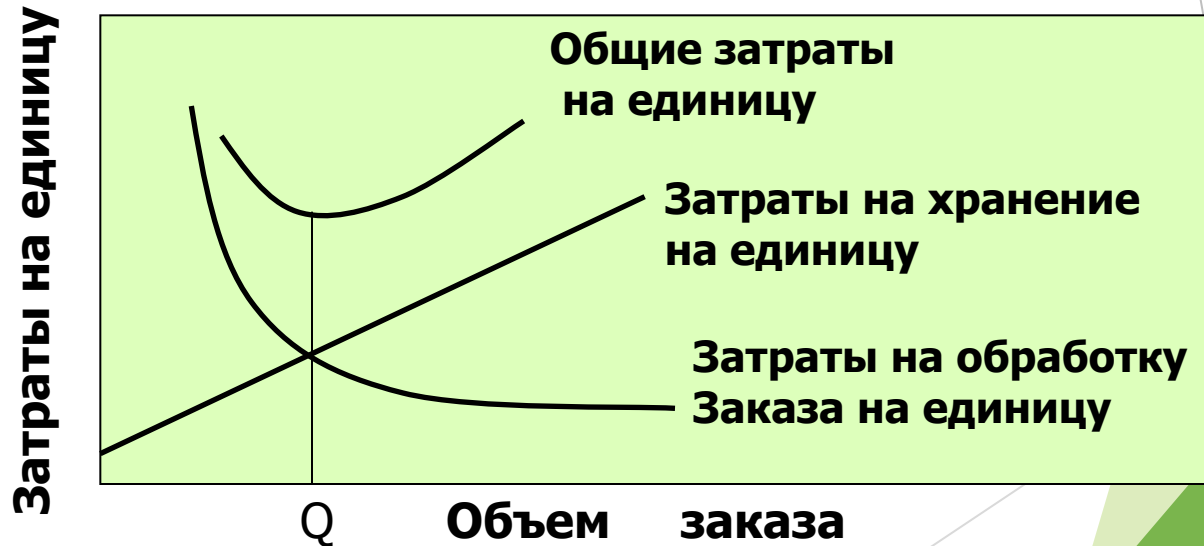 Затраты на единицу
Общие затраты
на единицу
Затраты на хранение
на единицу
Затраты на обработку
Заказа на единицу
Q Объем заказа